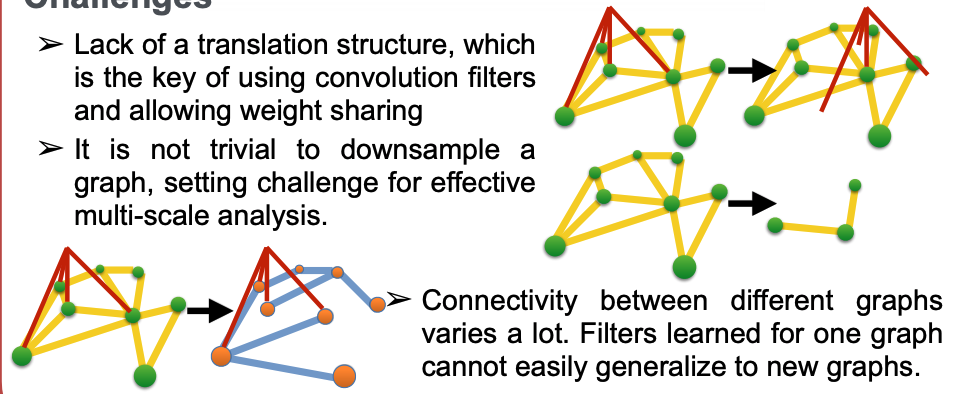 Challenges
➢ Lack of a translation structure, which
is the key of using convolution filters
and allowing weight sharing
➢ It is not trivial to downsample a
graph, setting challenge for effective
multi-scale analysis.
➢ Connectivity between different graphs
varies a lot. Filters learned for one graph
cannot easily generalize to new graphs.